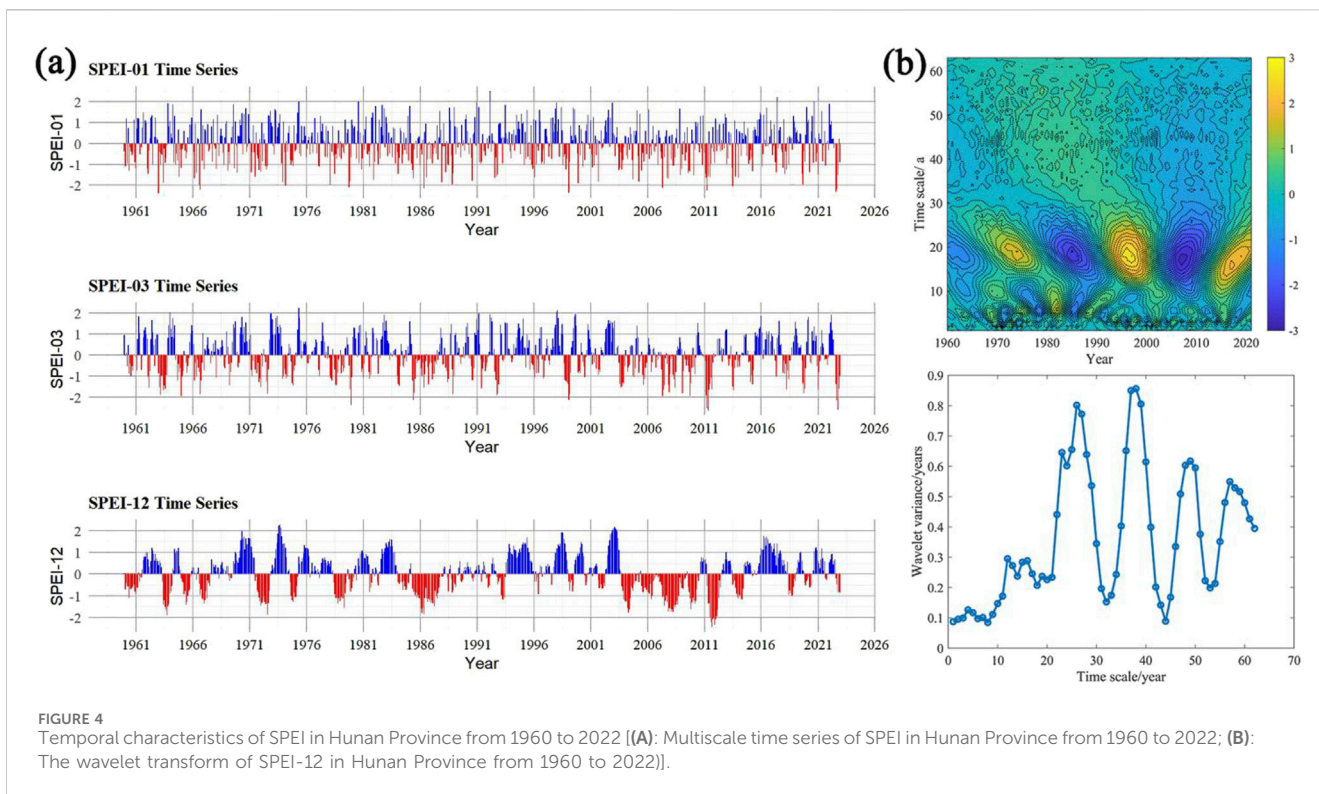 (a)
SPEI-01 Time Series
SPEI-01
2
1
0
-1
-2
1961 1966 1971 1976 1981 1986 1991 1996 2001 2006 2011 2016 2021 2026
Year
SPEI-03 Time Series
SPEI-03
2
1
0
-1
-2
1961 1966 1971 1976 1981 1986 1991 1996 2001 2006 2011 2016 2021 2026
Year
SPEI-12 Time Series
SPEI-12
2
1
0
-1
-2
1961 1966 1971 1976 1981 1986 1991 1996 2001 2006 2011 2016 2021 2026
Year
(b)
Time scale/ a
60
50
40
30
20
10
1960 1970 1980 1990 2000 2010 2020
Year
3
2
1
0
-1
-2
-3
Wavelet variance/years
0.9
0.8
0.7
0.6
0.5
0.4
0.3
0.2
0.1
0
0 10 20 30 40 50 60 70
Time scale/year
FIGURE 4
Temporal characteristics of SPEI in Hunan Province from 1960 to 2022 [(A): Multiscale time series of SPEI in Hunan Province from 1960 to 2022; (B):
The wavelet transform of SPEI-12 in Hunan Province from 1960 to 2022)].